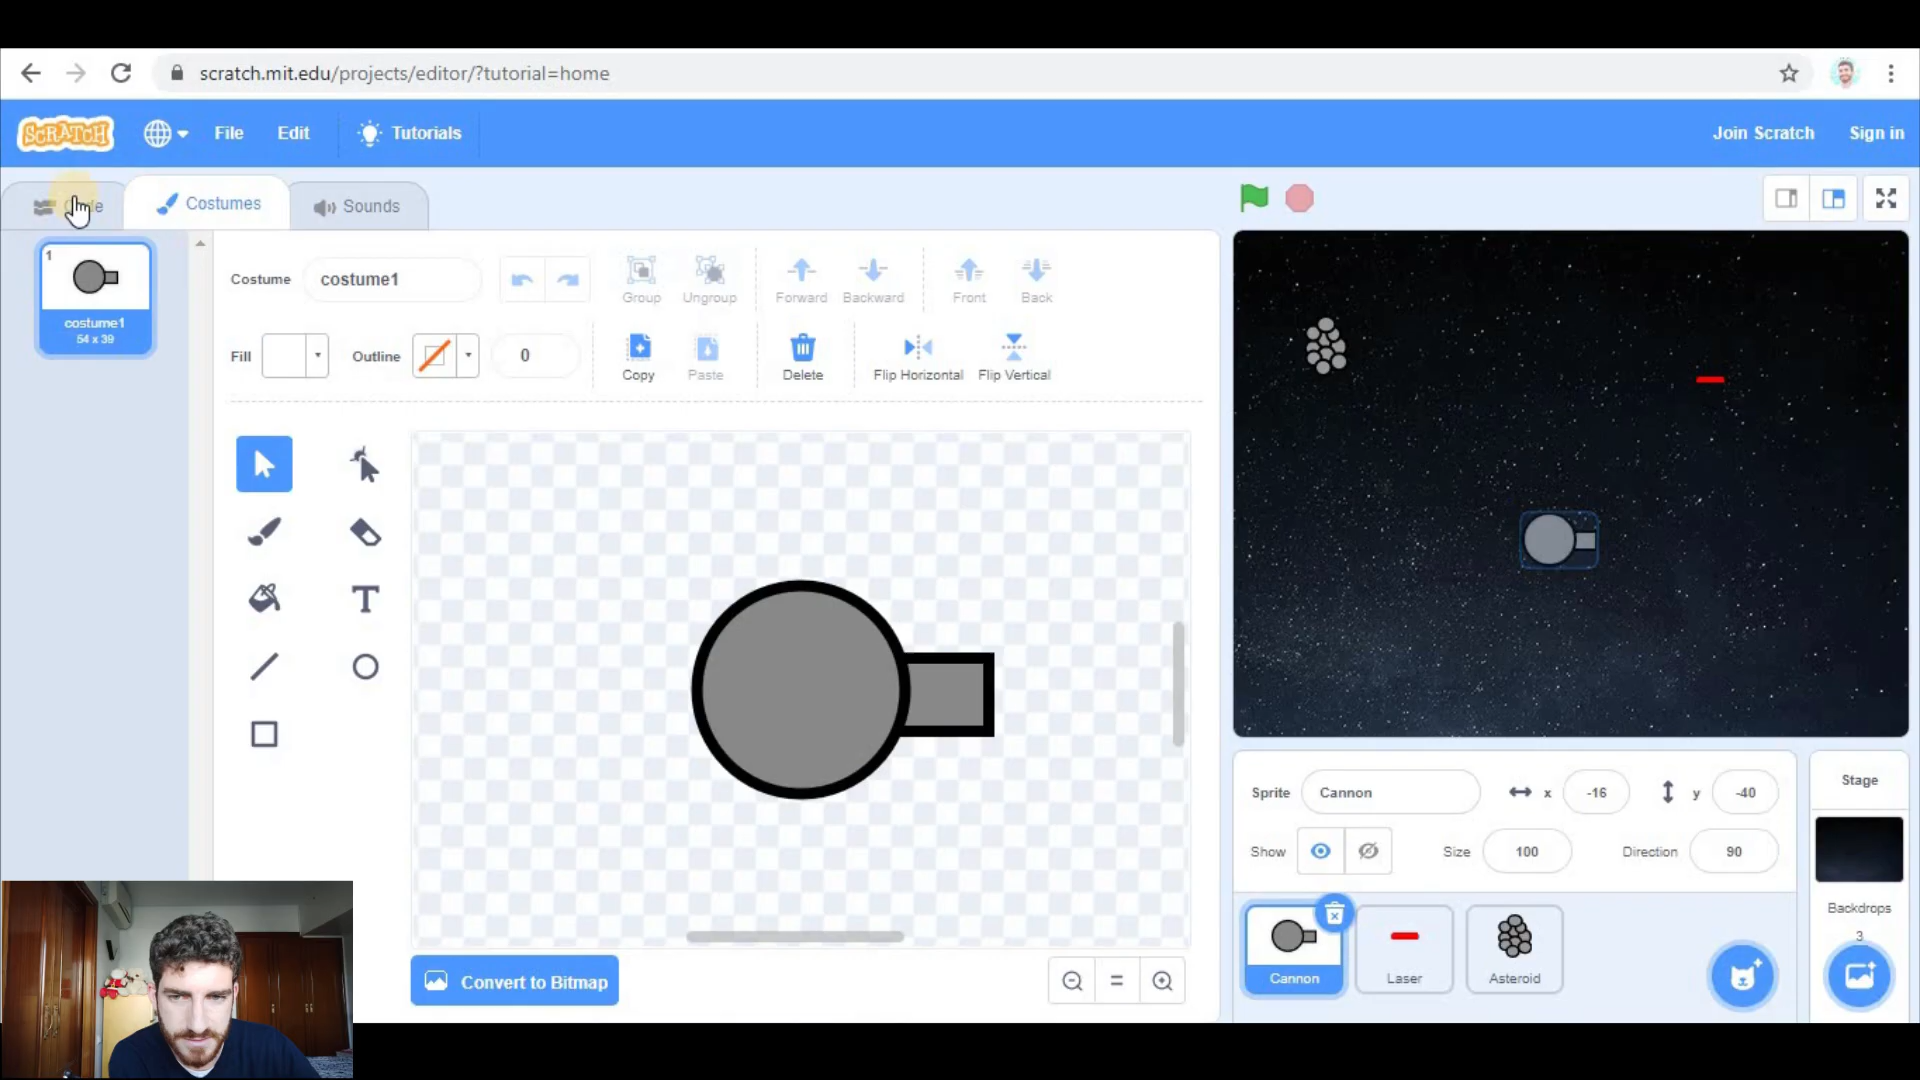 scratch.mit.edu/projects/editor/?tutorial=home
SCRATCH
File
Edit
Tutorials
Join Scratch
Sign in
Costumes
Sounds
1
costume1
54 x 39
Costume
costume1
Group
Ungroup
Forward
Backward
Front
Back
Fill
Outline
0
Copy
Paste
Delete
Flip Horizontal
Flip Vertical
T
Convert to Bitmap
Sprite
Cannon
x
-16
y
-40
Show
Size
100
Direction
90
Cannon
Laser
Asteroid
Stage
Backdrops
3